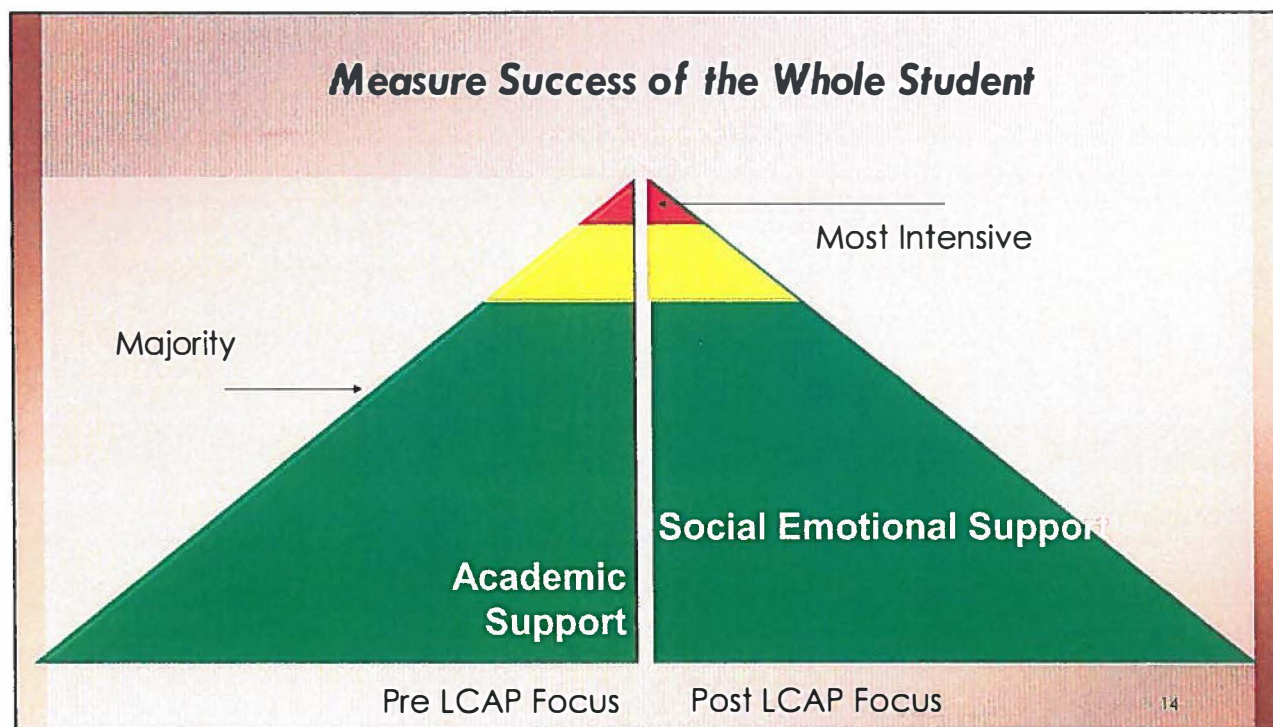 Measure Success of the Whole Student
Most Intensive
Majority
Social Emotional Support
Academic
Support
Pre LCAP Focus
Post LCAP Focus
14